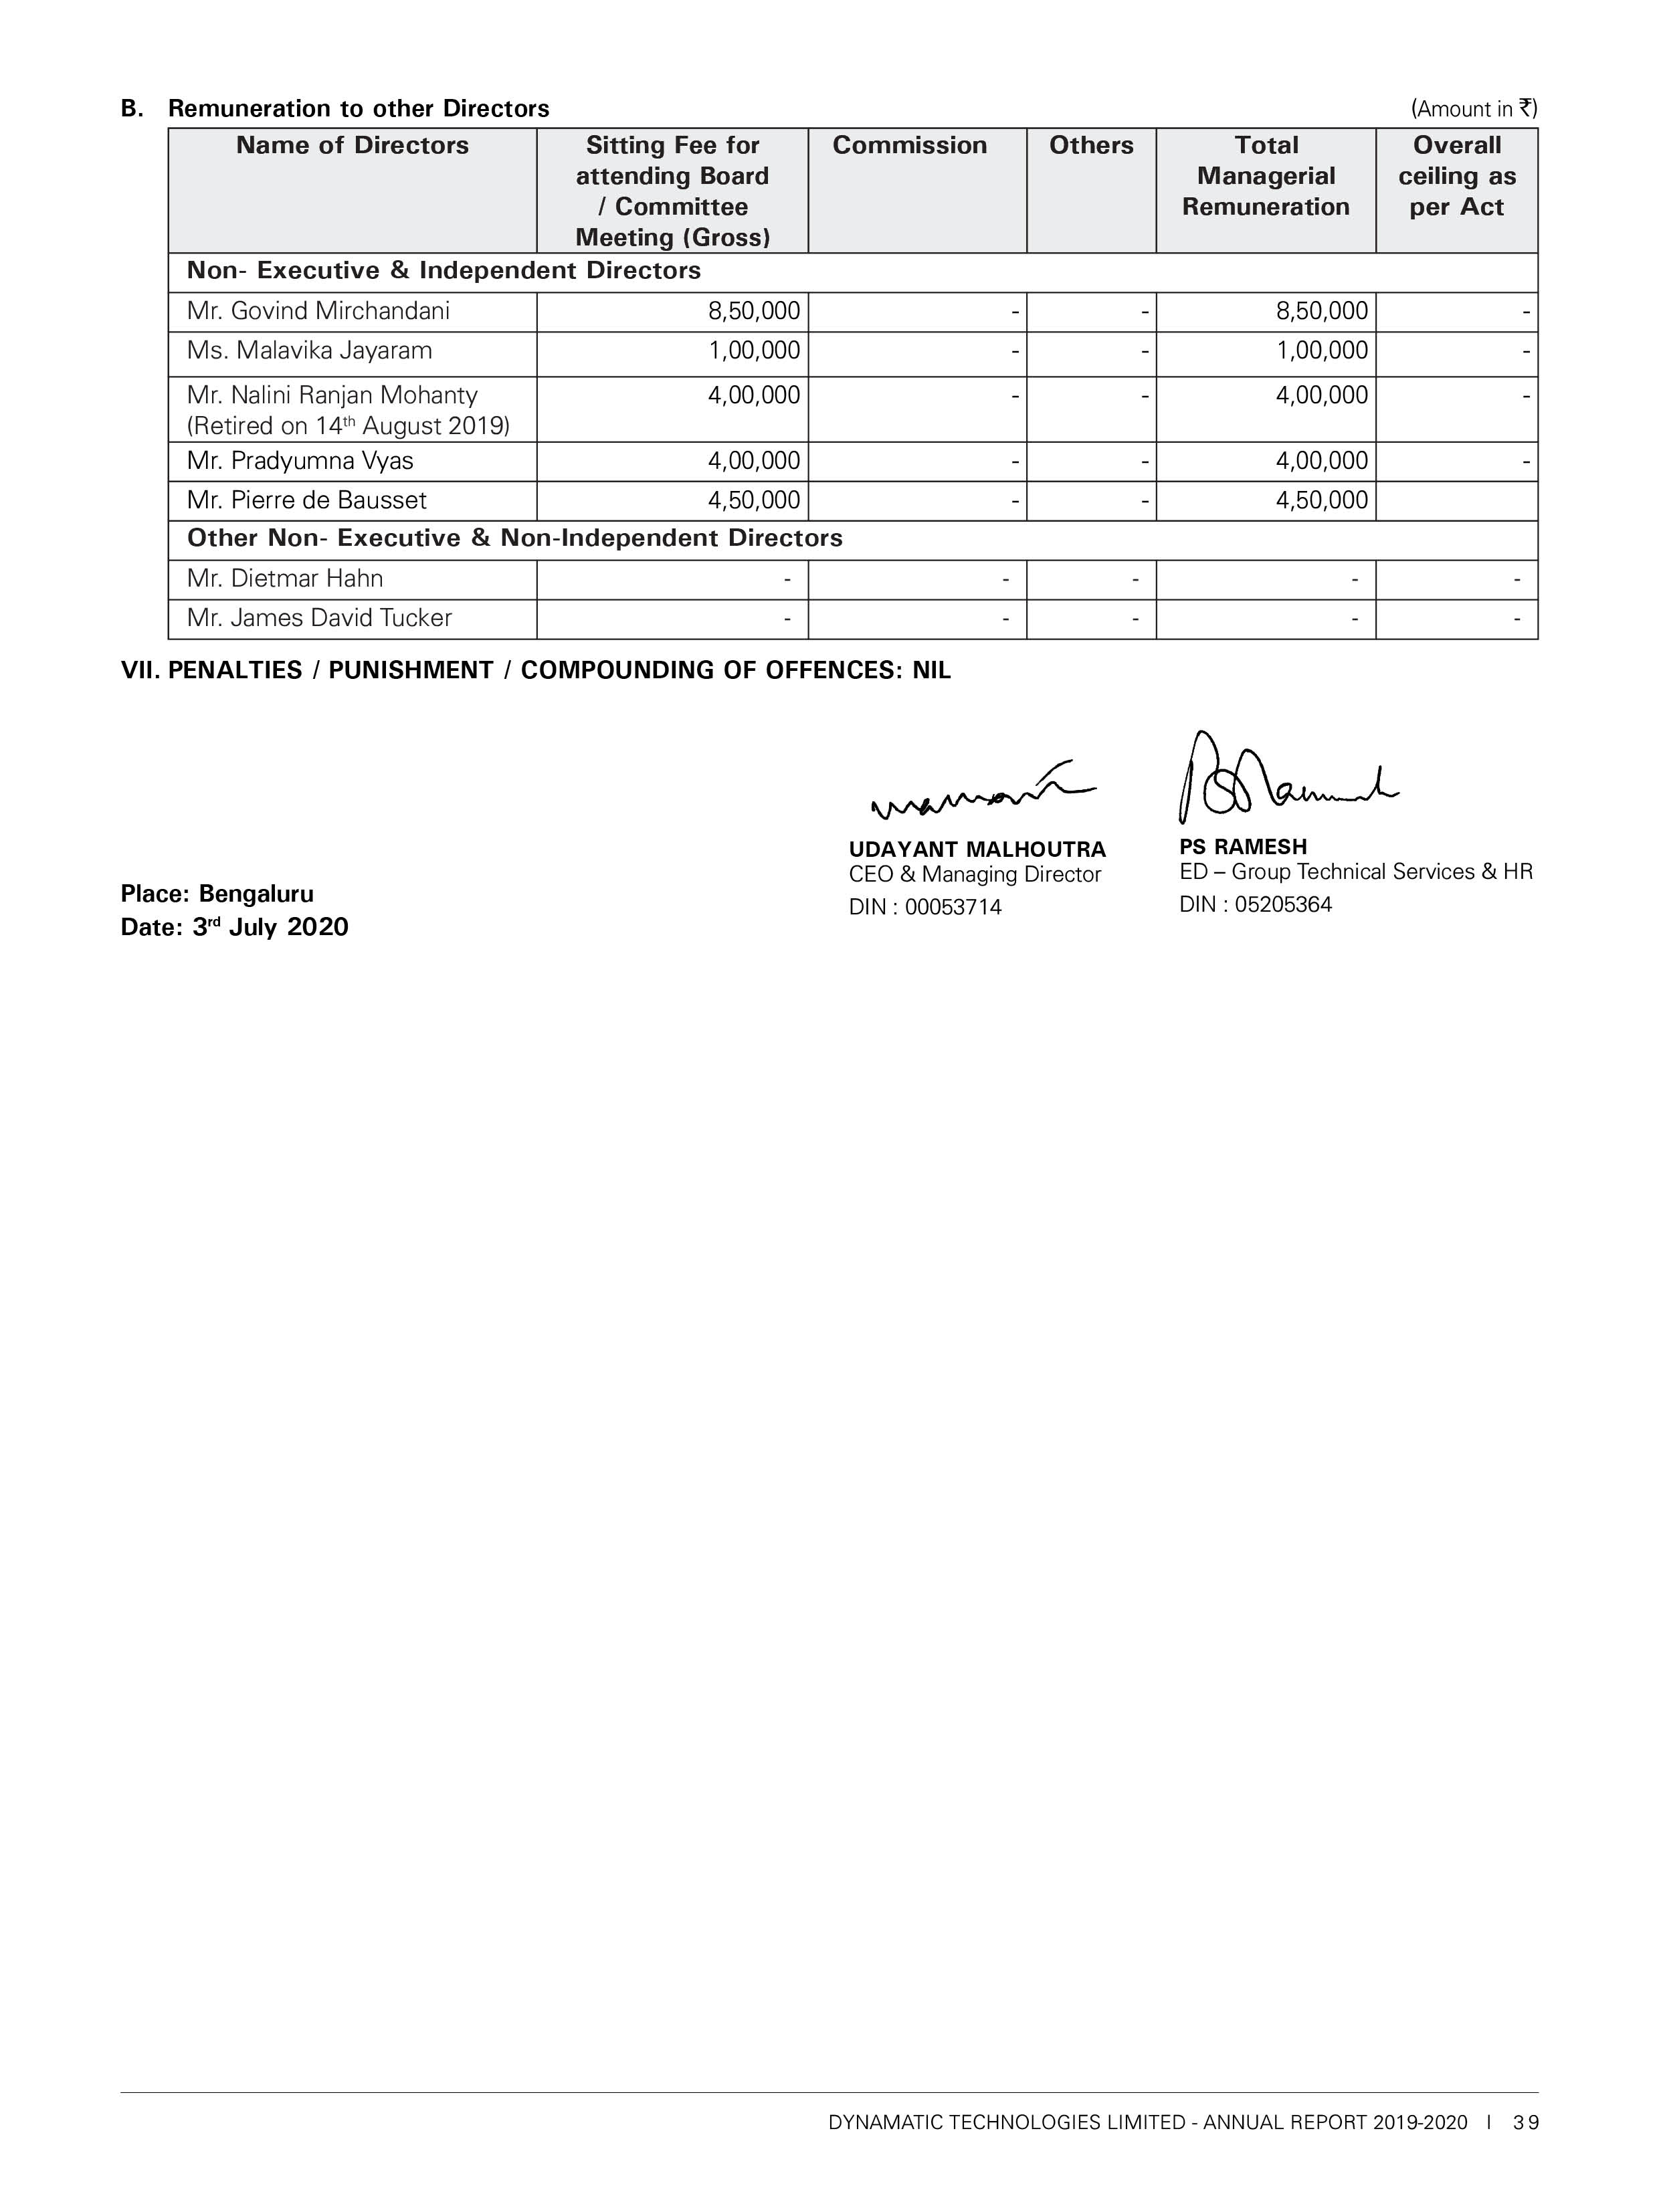 B. Remuneration to other Directors (Amount in ₹)
Name of Directors Sitting Fee for attending Board / Committee Meeting (Gross) Commission Others Total Managerial Remuneration Overall ceiling as per Act
Non- Executive & Independent Directors
Mr. Govind Mirchandani 8,50,000 - - 8,50,000 -
Ms. Malavika Jayaram 1,00,000 - - 1,00,000 -
Mr. Nalini Ranjan Mohanty 4,00,000 - - 4,00,000 -
(Retired on 14th August 2019)
Mr. Pradyumna Vyas 4,00,000 - - 4,00,000 -
Mr. Pierre de Bausset 4,50,000 - - 4,50,000
Other Non- Executive & Non-Independent Directors
Mr. Dietmar Hahn - - - - -
Mr. James David Tucker - - - - -
VII. PENALTIES / PUNISHMENT / COMPOUNDING OF OFFENCES: NIL
UDAYANT MALHOUTRA
CEO & Managing Director
DIN : 00053714
PS RAMESH
ED – Group Technical Services & HR
DIN : 05205364
Place: Bengaluru
Date: 3rd July 2020
DYNAMATIC TECHNOLOGIES LIMITED - ANNUAL REPORT 2019-2020 I 39